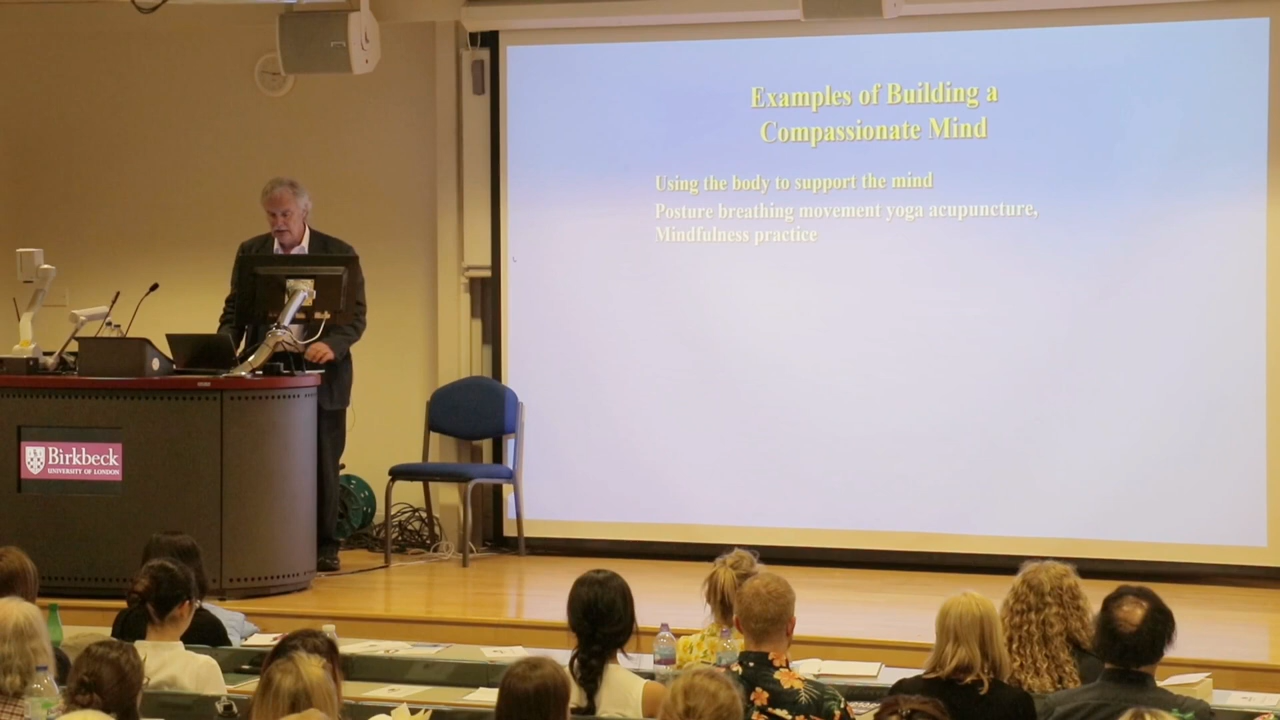 Examples of Building a
Compassionate Mind
Using the body to support the mind
Posture breathing movement yoga acupuncture,
Mindfulness practice
Birkbeck
UNIVERSITY OF LONDON